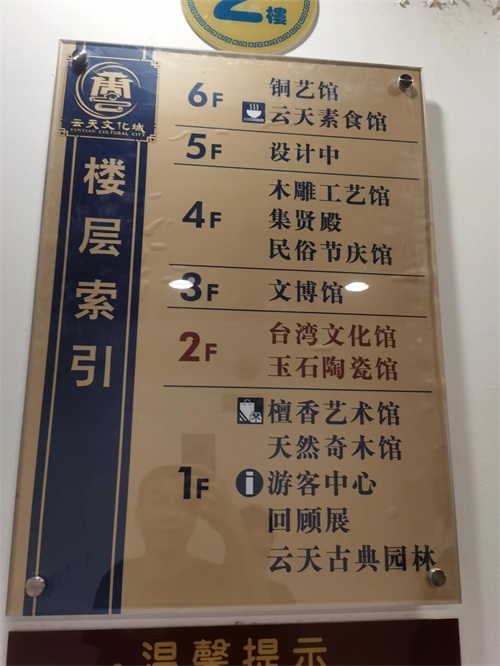 2樓
云天文化城
YUNTIAN CULTURAL CITY
楼层索引
6F
铜艺馆
云天素食馆
5F
设计中
4F
木雕工艺馆
集贤殿
民俗节庆馆
3F
文博馆
2F
台湾文化馆
玉石陶瓷馆
1F
檀香艺术馆
天然奇木馆
i 游客中心
回顾展
云天古典园林
温馨提示